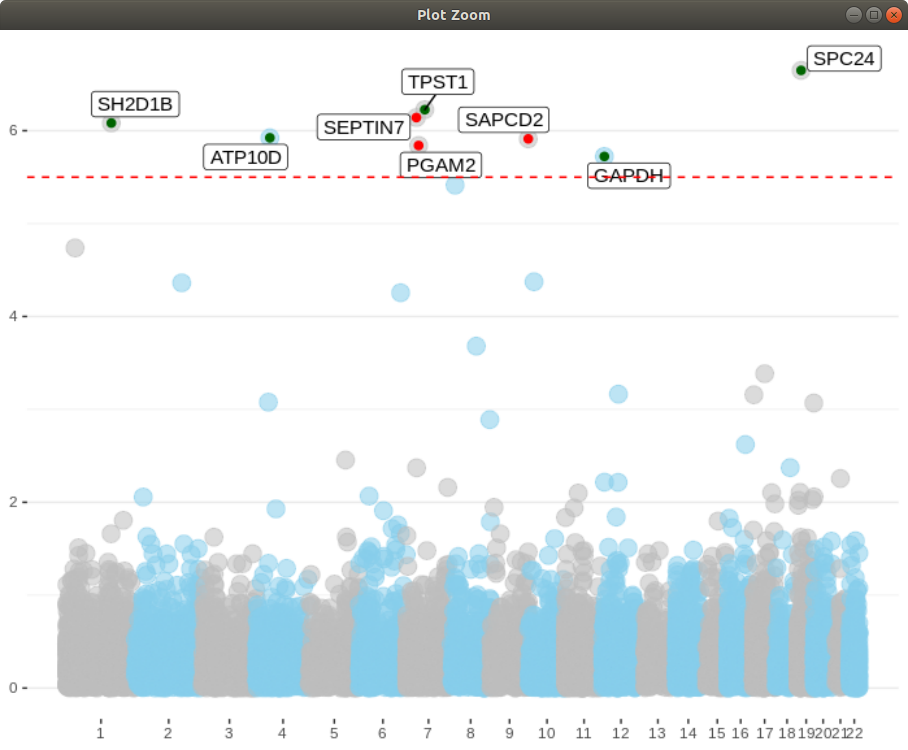 Plot Zoom
SPC24
TPST1
SH2D1B
SAPCD2
SEPTIN7
6
ATP10D
PGAM2
GAPDH
4
2
0
1 2 3 4 5 6 7 8 9 10 11 12 13 14 15 16 17 18 19 20 21 22